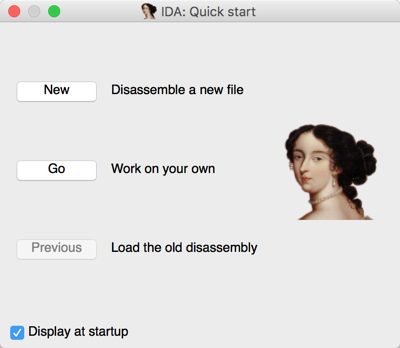 IDA: Quick start
New Disassemble a new file
Go Work on your own
Previous Load the old disassembly
Display at startup